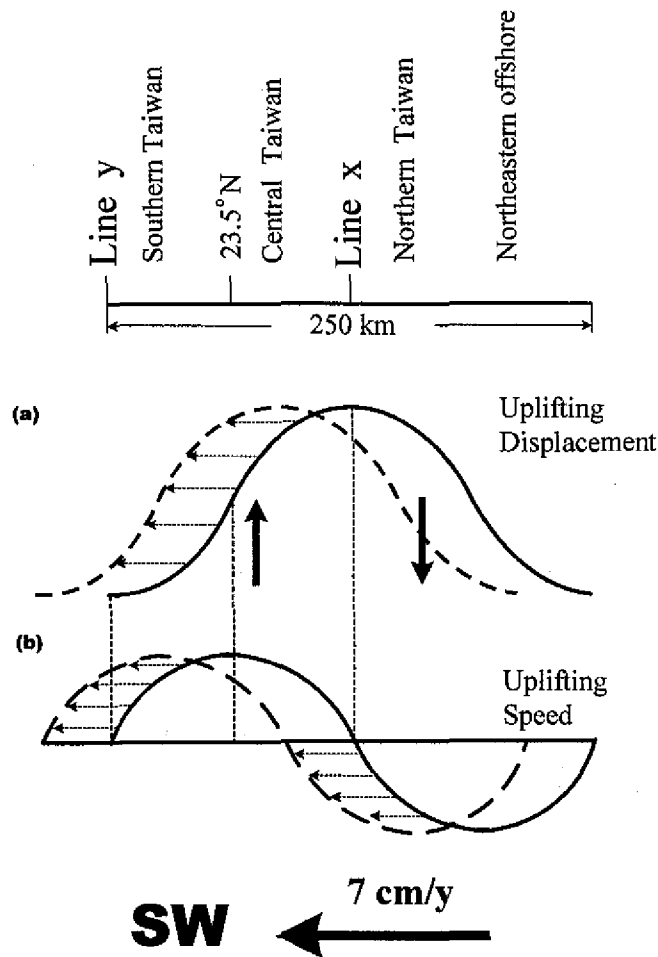 Line y
Southern Taiwan
23.5°N
Central Taiwan
Line x
Northern Taiwan
Northeastern offshore
250 km
(a)
Uplifting
Displacement
(b)
Uplifting
Speed
7 cm/y
SW